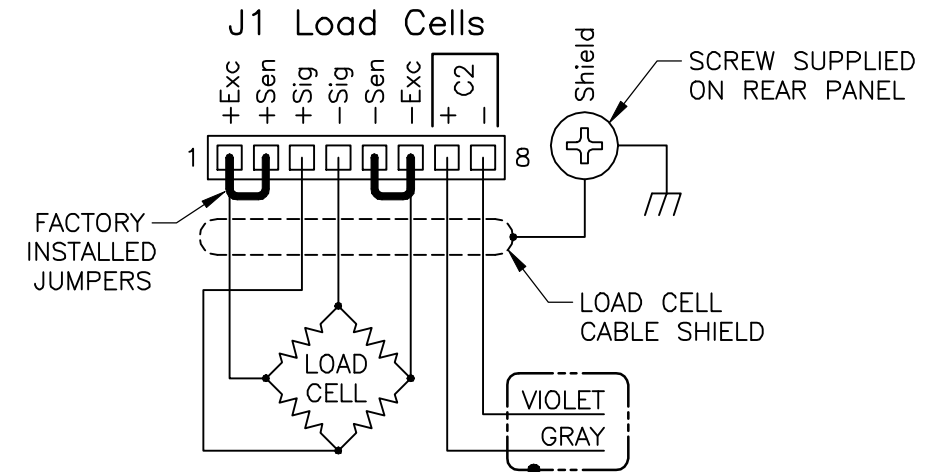 J1 Load Cells
+Exc
+Sen
+Sig
−Sig
−Sen
−Exc
C2
+
−
Shield
SCREW SUPPLIED
ON REAR PANEL
1
8
FACTORY
INSTALLED
JUMPERS
LOAD CELL
CABLE SHIELD
LOAD
CELL
VIOLET
GRAY